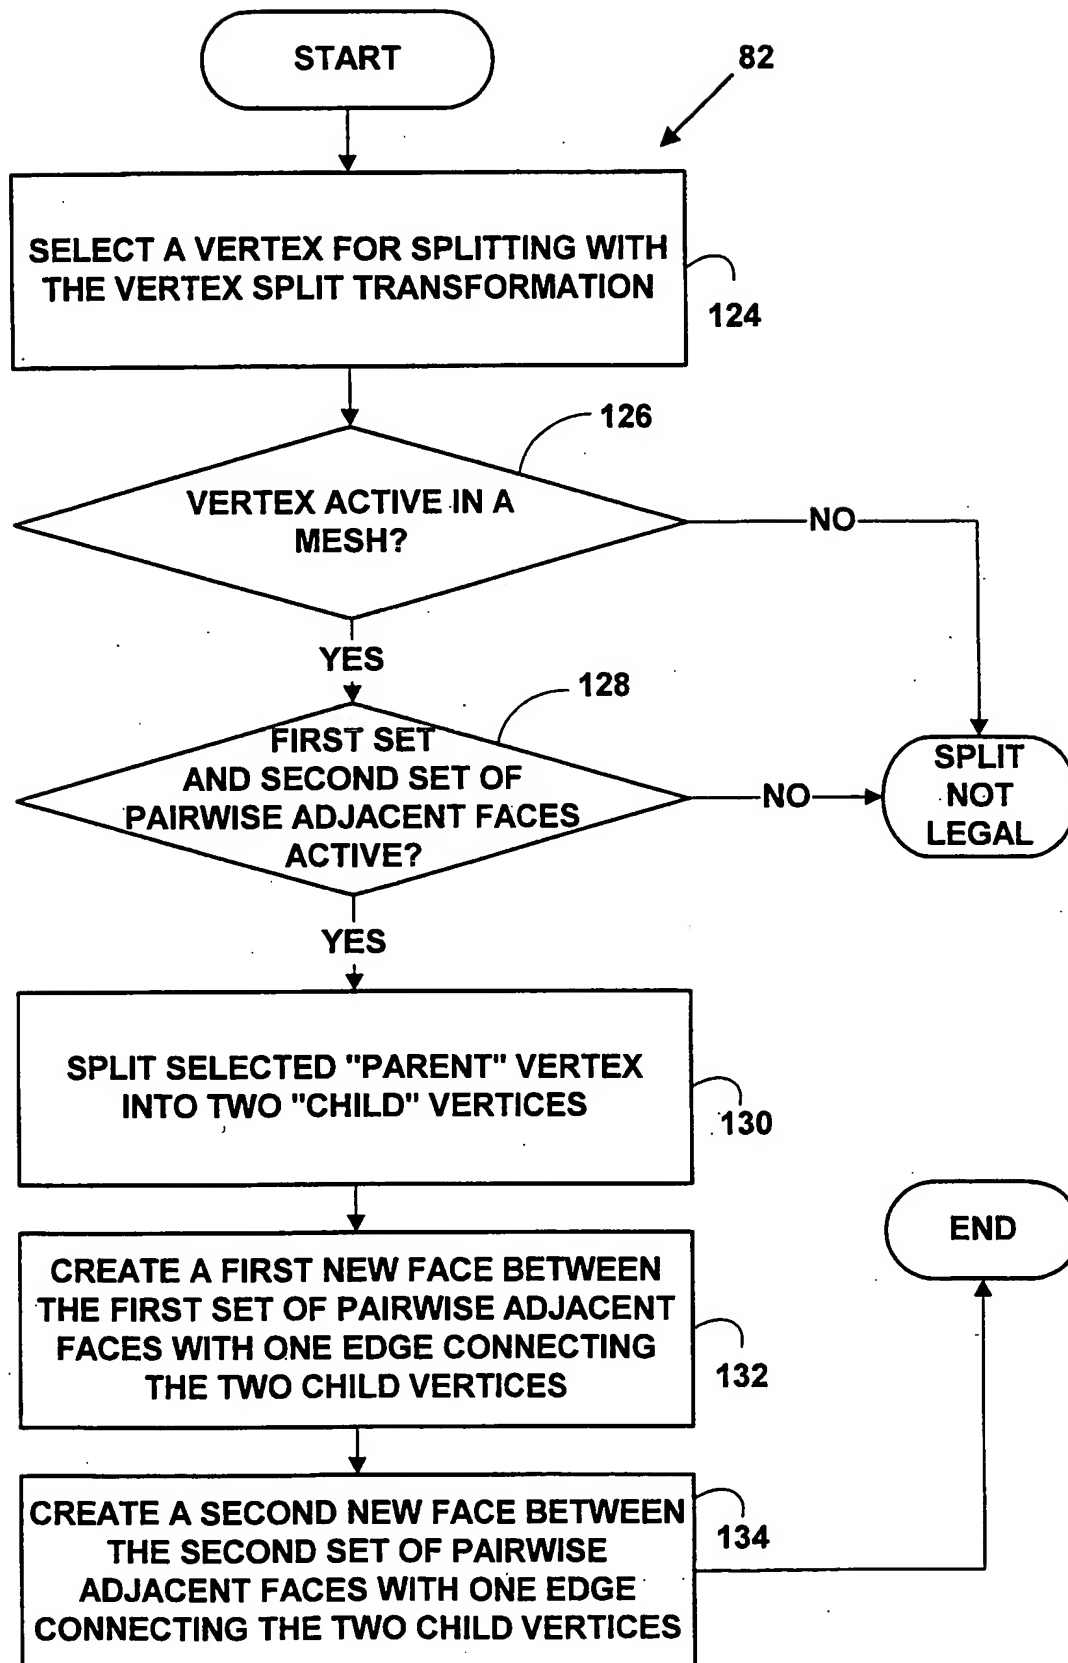 START
82
SELECT A VERTEX FOR SPLITTING WITH
THE VERTEX SPLIT TRANSFORMATION
124
126
VERTEX ACTIVE IN A
MESH?
NO
YES
128
FIRST SET
AND SECOND SET OF
PAIRWISE ADJACENT FACES
ACTIVE?
NO
SPLIT
NOT
LEGAL
YES
SPLIT SELECTED "PARENT" VERTEX
INTO TWO "CHILD" VERTICES
130
CREATE A FIRST NEW FACE BETWEEN
THE FIRST SET OF PAIRWISE ADJACENT
FACES WITH ONE EDGE CONNECTING
THE TWO CHILD VERTICES
132
END
CREATE A SECOND NEW FACE BETWEEN
THE SECOND SET OF PAIRWISE
ADJACENT FACES WITH ONE EDGE
CONNECTING THE TWO CHILD VERTICES
134